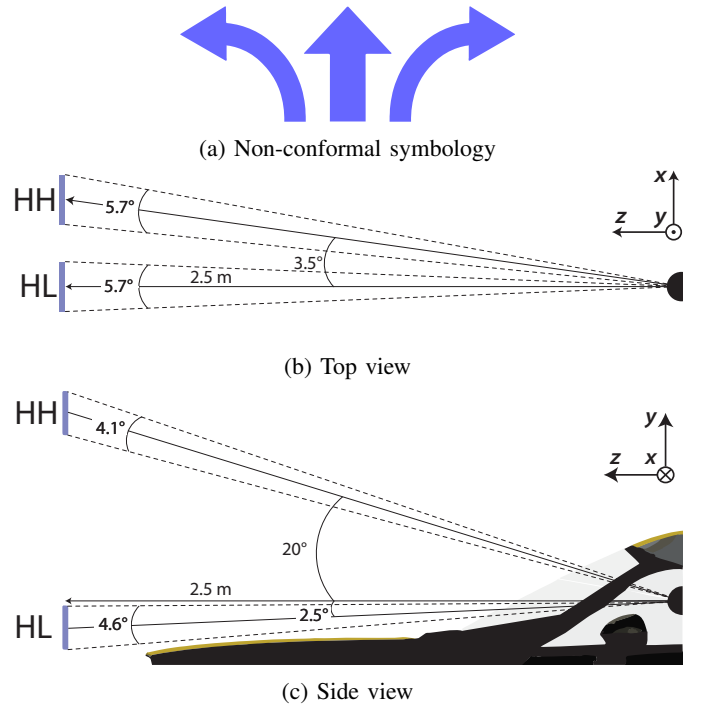 (a) Non-conformal symbology
x
HH
5.7°
z
y
3.5°
HL
5.7°
2.5 m
(b) Top view
HH
4.1°
y
z
x
20°
2.5 m
HL
4.6°
2.5°
(c) Side view